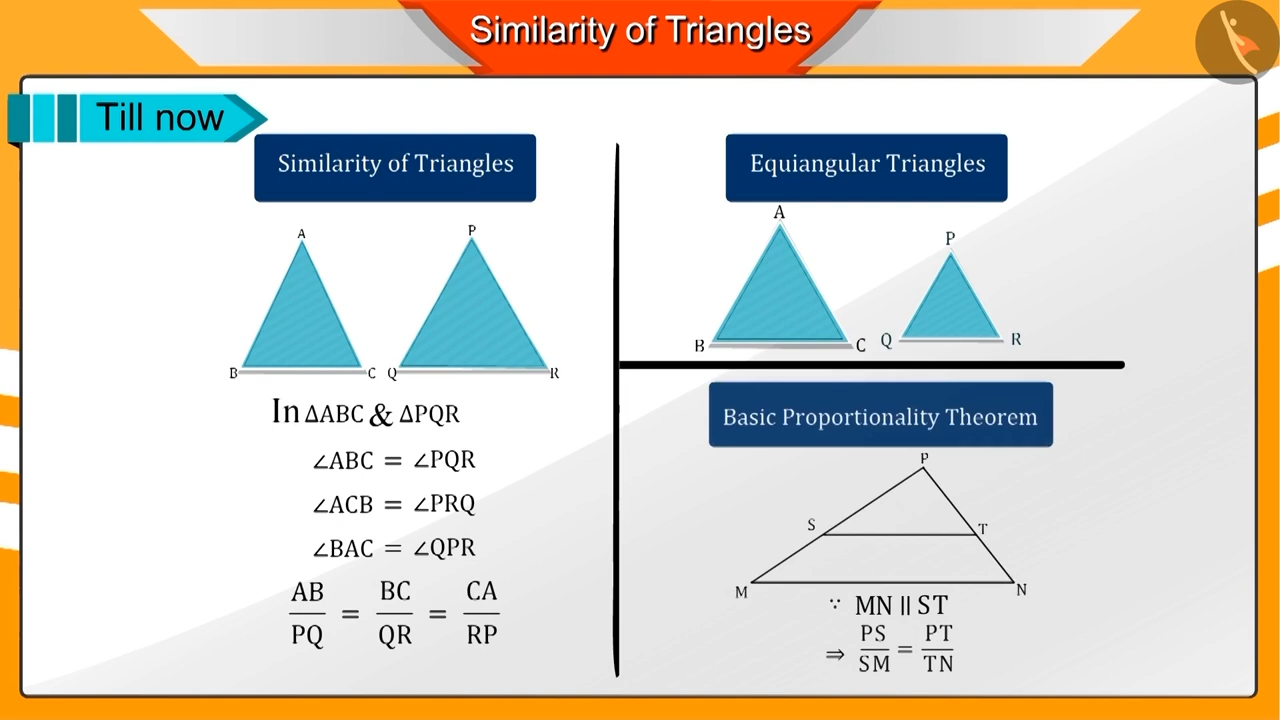 Similarity of Triangles
Till now
Similarity of Triangles
A
P
B
C
Q
R
In ΔABC & ΔPQR
∠ABC = ∠PQR
∠ACB = ∠PRQ
∠BAC = ∠QPR
AB/PQ = BC/QR = CA/RP
Equiangular Triangles
A
P
B
C
Q
R
Basic Proportionality Theorem
P
S
T
M
N
∵ MN || ST
⇒ PS/SM = PT/TN